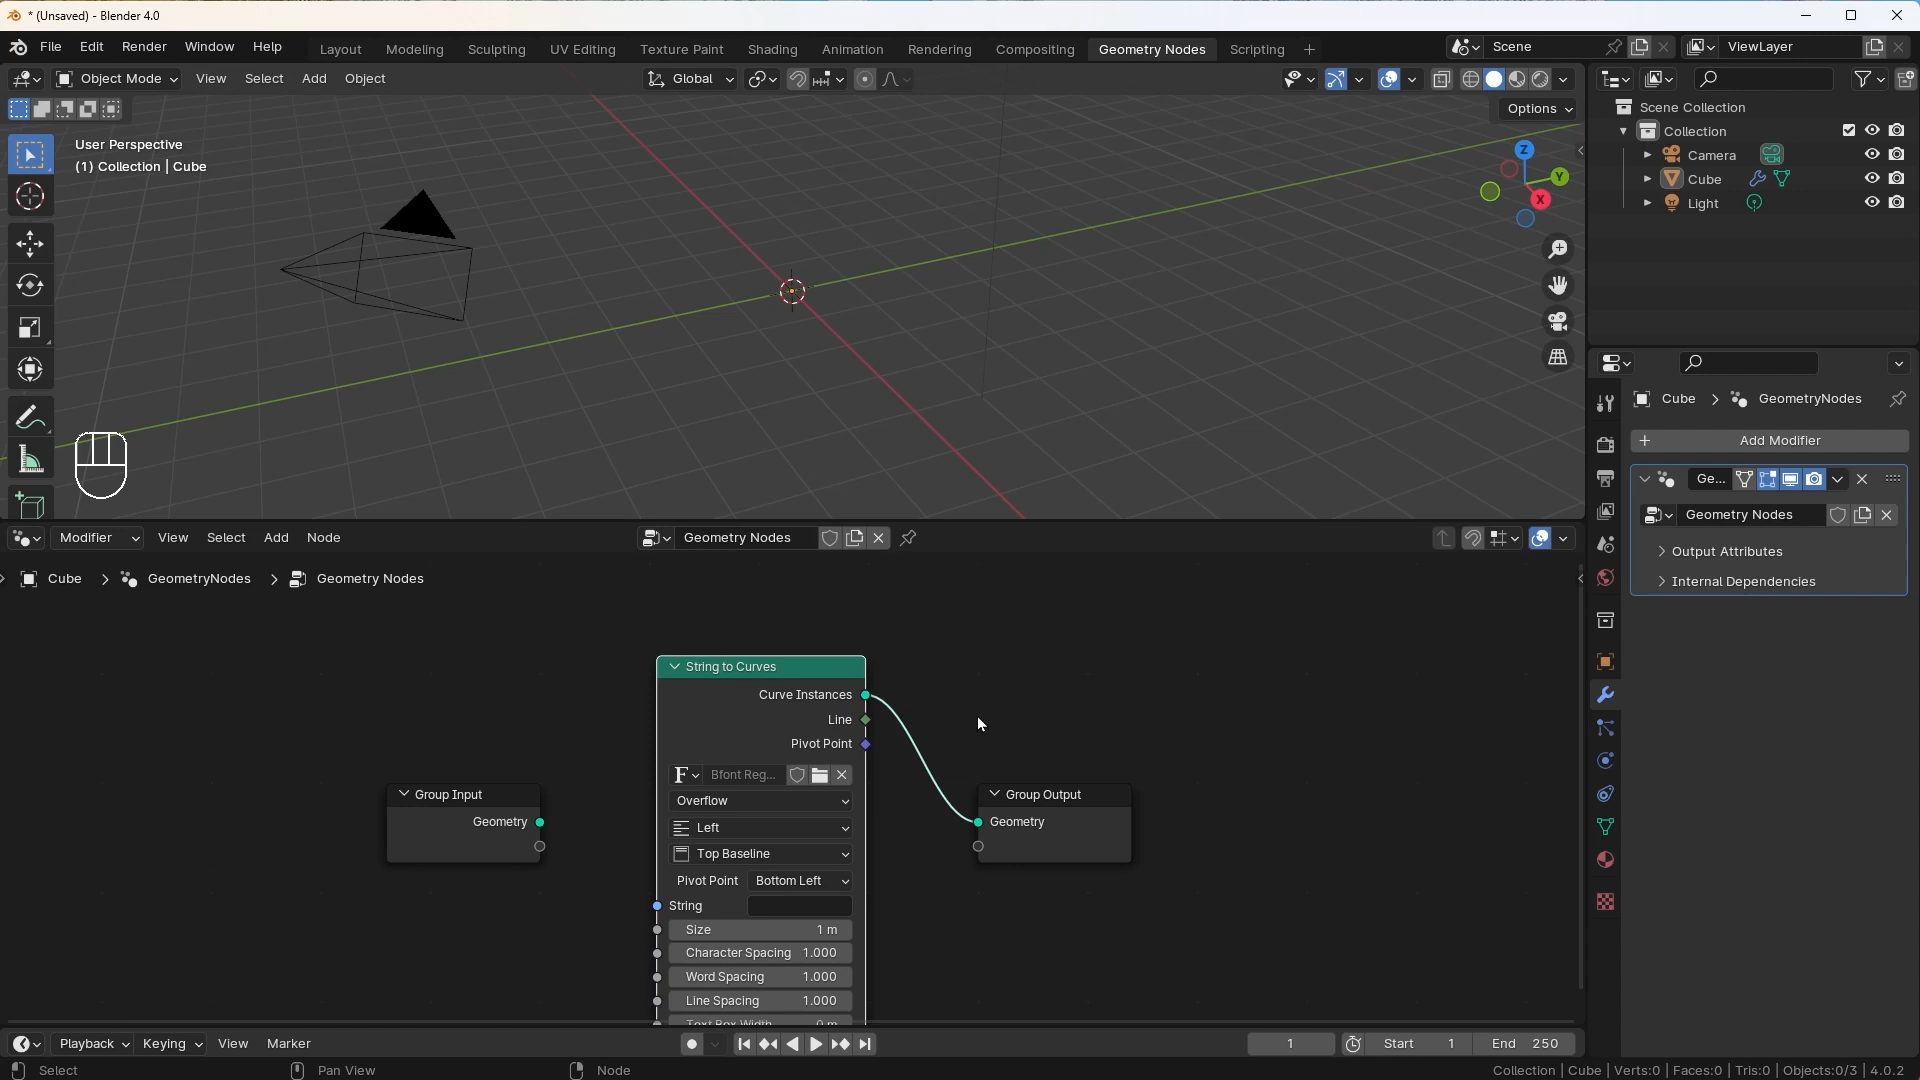 * (Unsaved) - Blender 4.0
File Edit Render Window Help
Layout Modeling Sculpting UV Editing Texture Paint Shading Animation Rendering Compositing Geometry Nodes Scripting
Scene
ViewLayer
Object Mode View Select Add Object
Global
Options
User Perspective
(1) Collection | Cube
Z
Y
X
Scene Collection
Collection
Camera
Cube
Light
Cube > GeometryNodes
+ Add Modifier
Ge...
Geometry Nodes
Output Attributes
Internal Dependencies
Modifier View Select Add Node
Geometry Nodes
Cube > GeometryNodes > Geometry Nodes
String to Curves
Curve Instances
Line
Pivot Point
F Bfont Reg...
Overflow
Left
Top Baseline
Pivot Point Bottom Left
String
Size 1 m
Character Spacing 1.000
Word Spacing 1.000
Line Spacing 1.000
Text Box Width 0 m
Group Input
Geometry
Group Output
Geometry
Playback Keying View Marker
1
Start 1
End 250
Select
Pan View
Node
Collection | Cube | Verts:0 | Faces:0 | Tris:0 | Objects:0/3 | 4.0.2